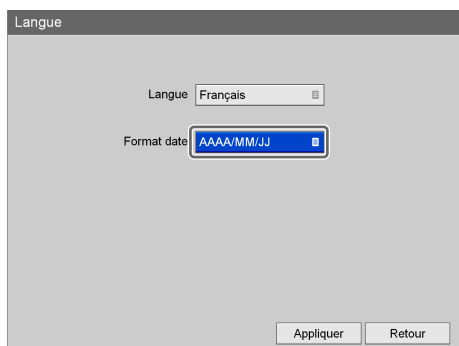 Langue
Langue Français
Format date AAAA/MM/JJ
Appliquer Retour